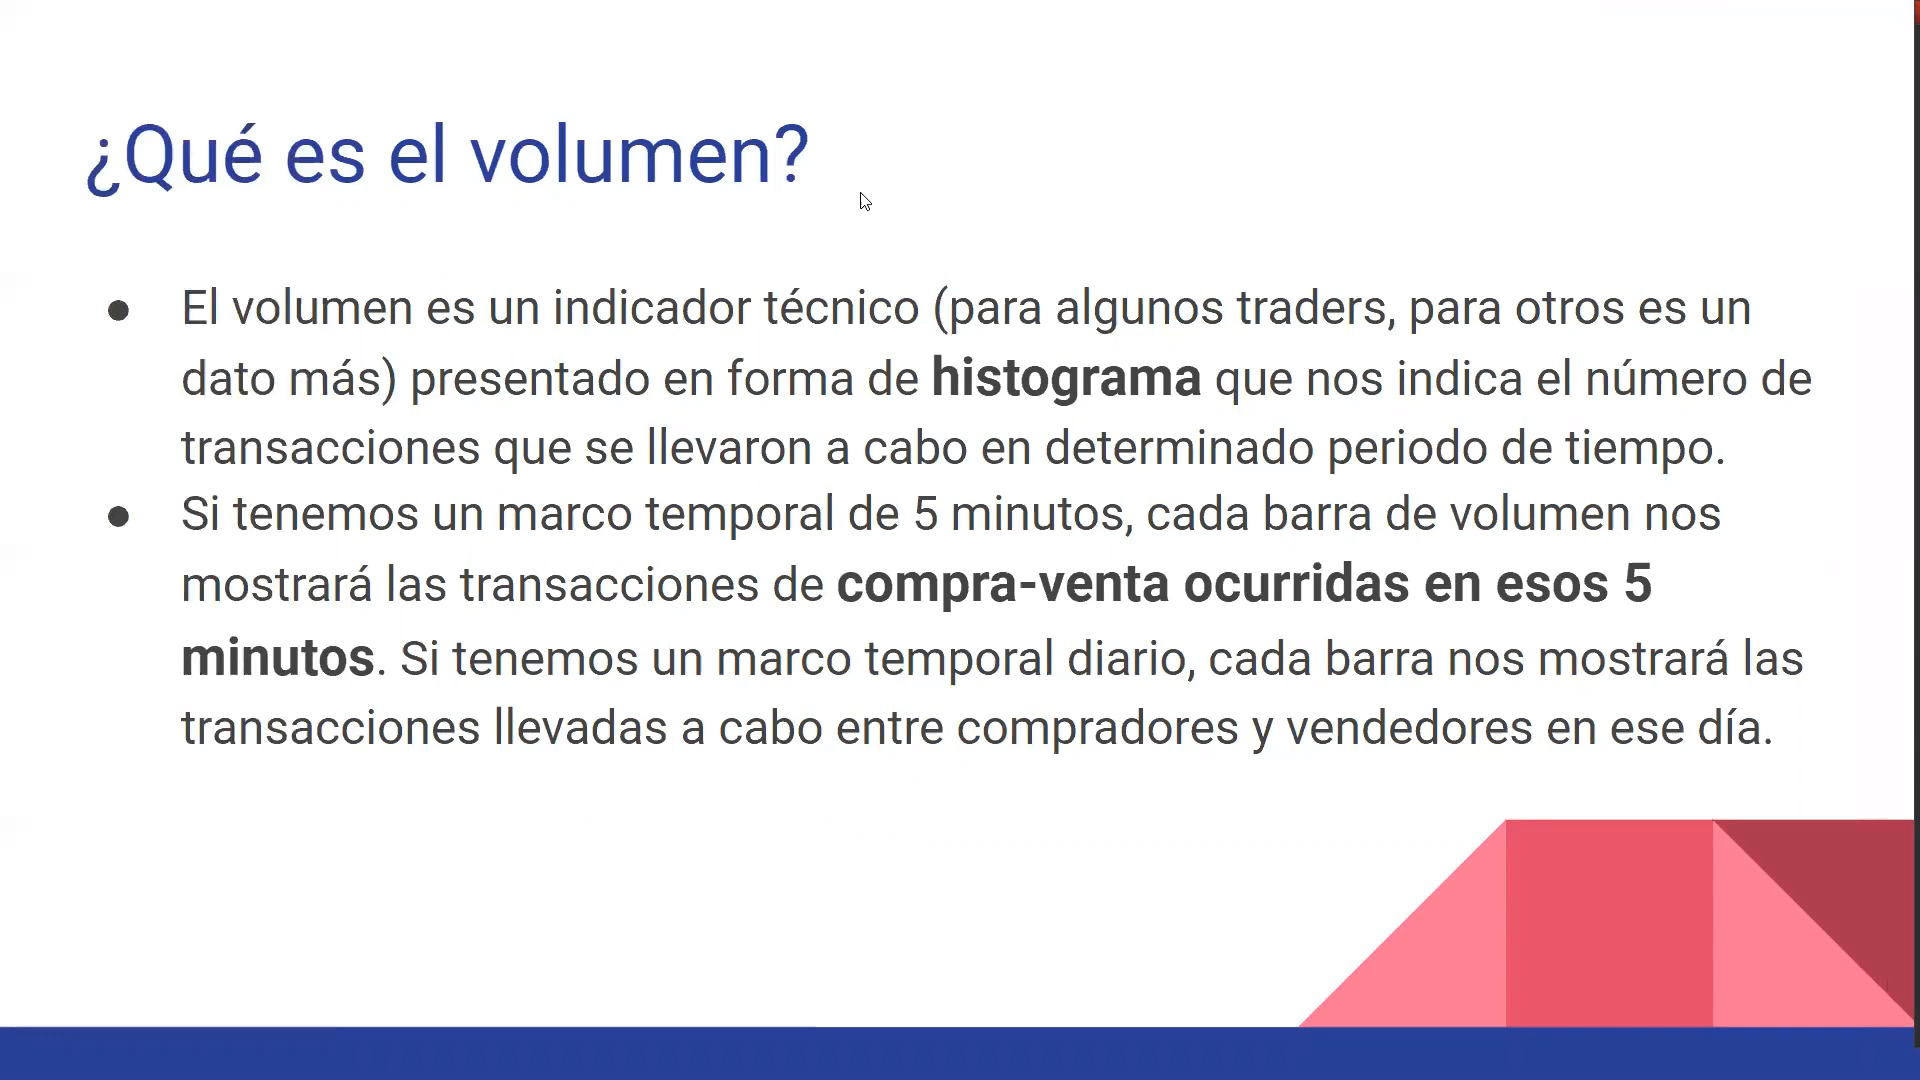 ¿Qué es el volumen?
● El volumen es un indicador técnico (para algunos traders, para otros es un
dato más) presentado en forma de histograma que nos indica el número de
transacciones que se llevaron a cabo en determinado periodo de tiempo.
● Si tenemos un marco temporal de 5 minutos, cada barra de volumen nos
mostrará las transacciones de compra-venta ocurridas en esos 5
minutos. Si tenemos un marco temporal diario, cada barra nos mostrará las
transacciones llevadas a cabo entre compradores y vendedores en ese día.